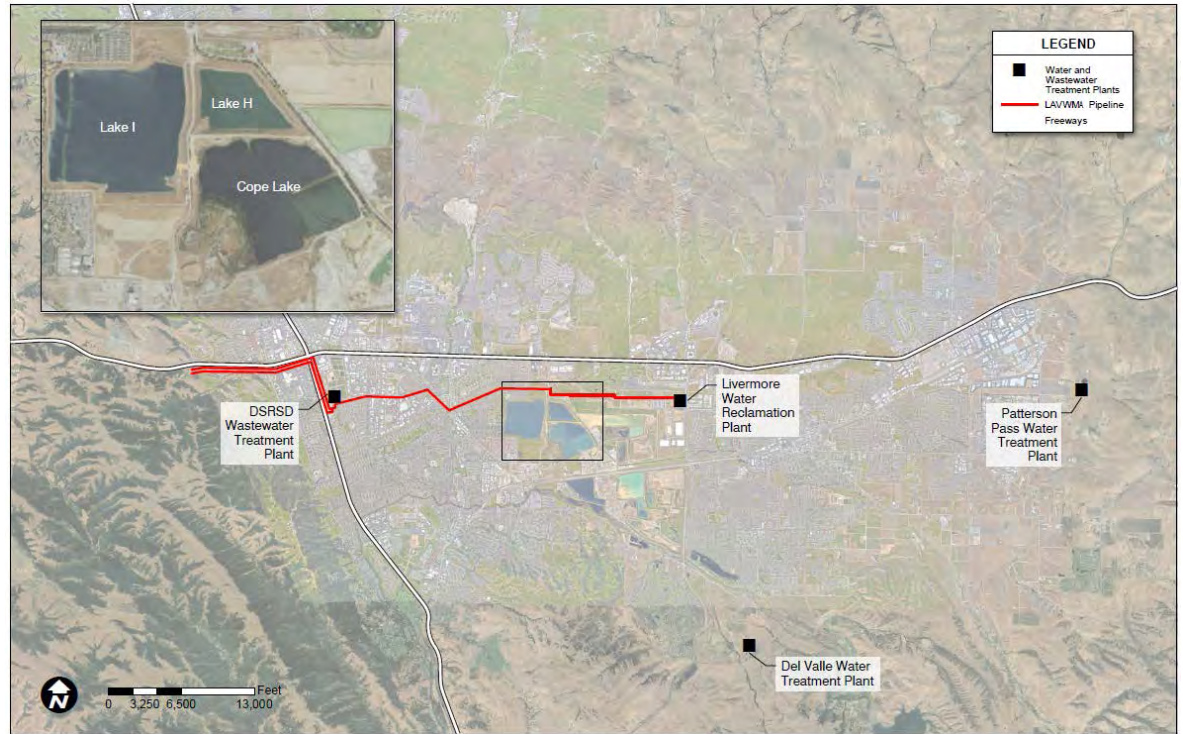 Lake I
Lake H
Cope Lake
LEGEND
Water and
Wastewater
Treatment Plants
LAVWMA Pipeline
Freeways
DSRSD
Wastewater
Treatment
Plant
Livermore
Water
Reclamation
Plant
Patterson
Pass Water
Treatment
Plant
Del Valle Water
Treatment Plant
N
Feet
0 3,250 6,500 13,000